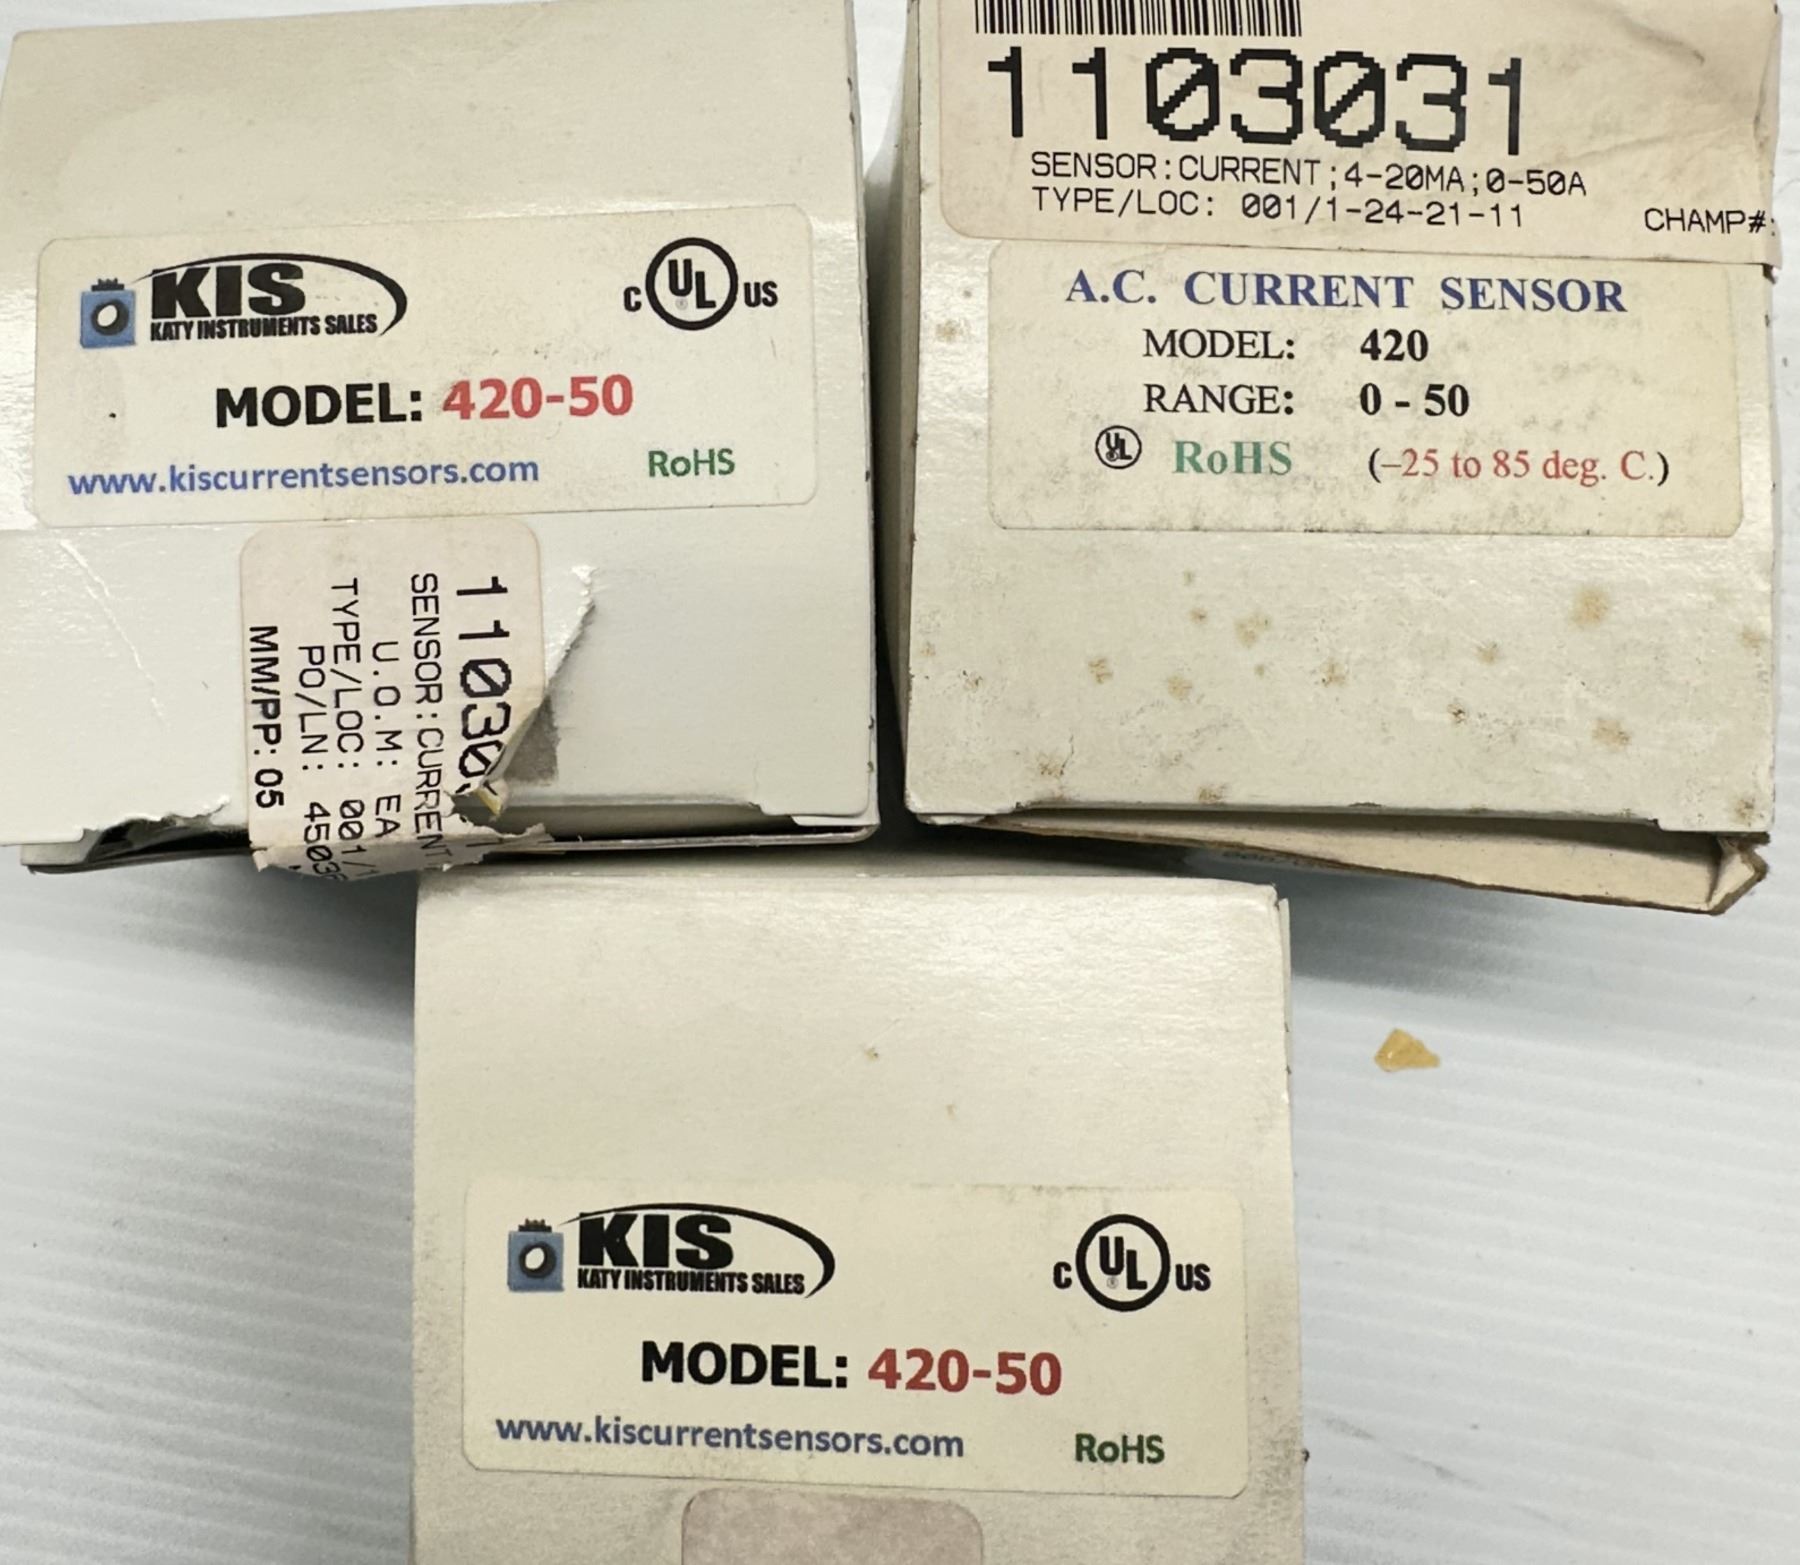 KIS
KATY INSTRUMENTS SALES
C UL US
MODEL: 420-50
www.kiscurrentsensors.com
RoHS
1103
SENSOR:CURRENT
U.O.M: EA
TYPE/LOC: 001/1
PO/LN: 4503
MM/PP: 05
1103031
SENSOR:CURRENT;4-20MA;0-50A
TYPE/LOC: 001/1-24-21-11
CHAMP#:
A.C. CURRENT SENSOR
MODEL: 420
RANGE: 0 - 50
UL RoHS (-25 to 85 deg. C.)
KIS
KATY INSTRUMENTS SALES
C UL US
MODEL: 420-50
www.kiscurrentsensors.com
RoHS